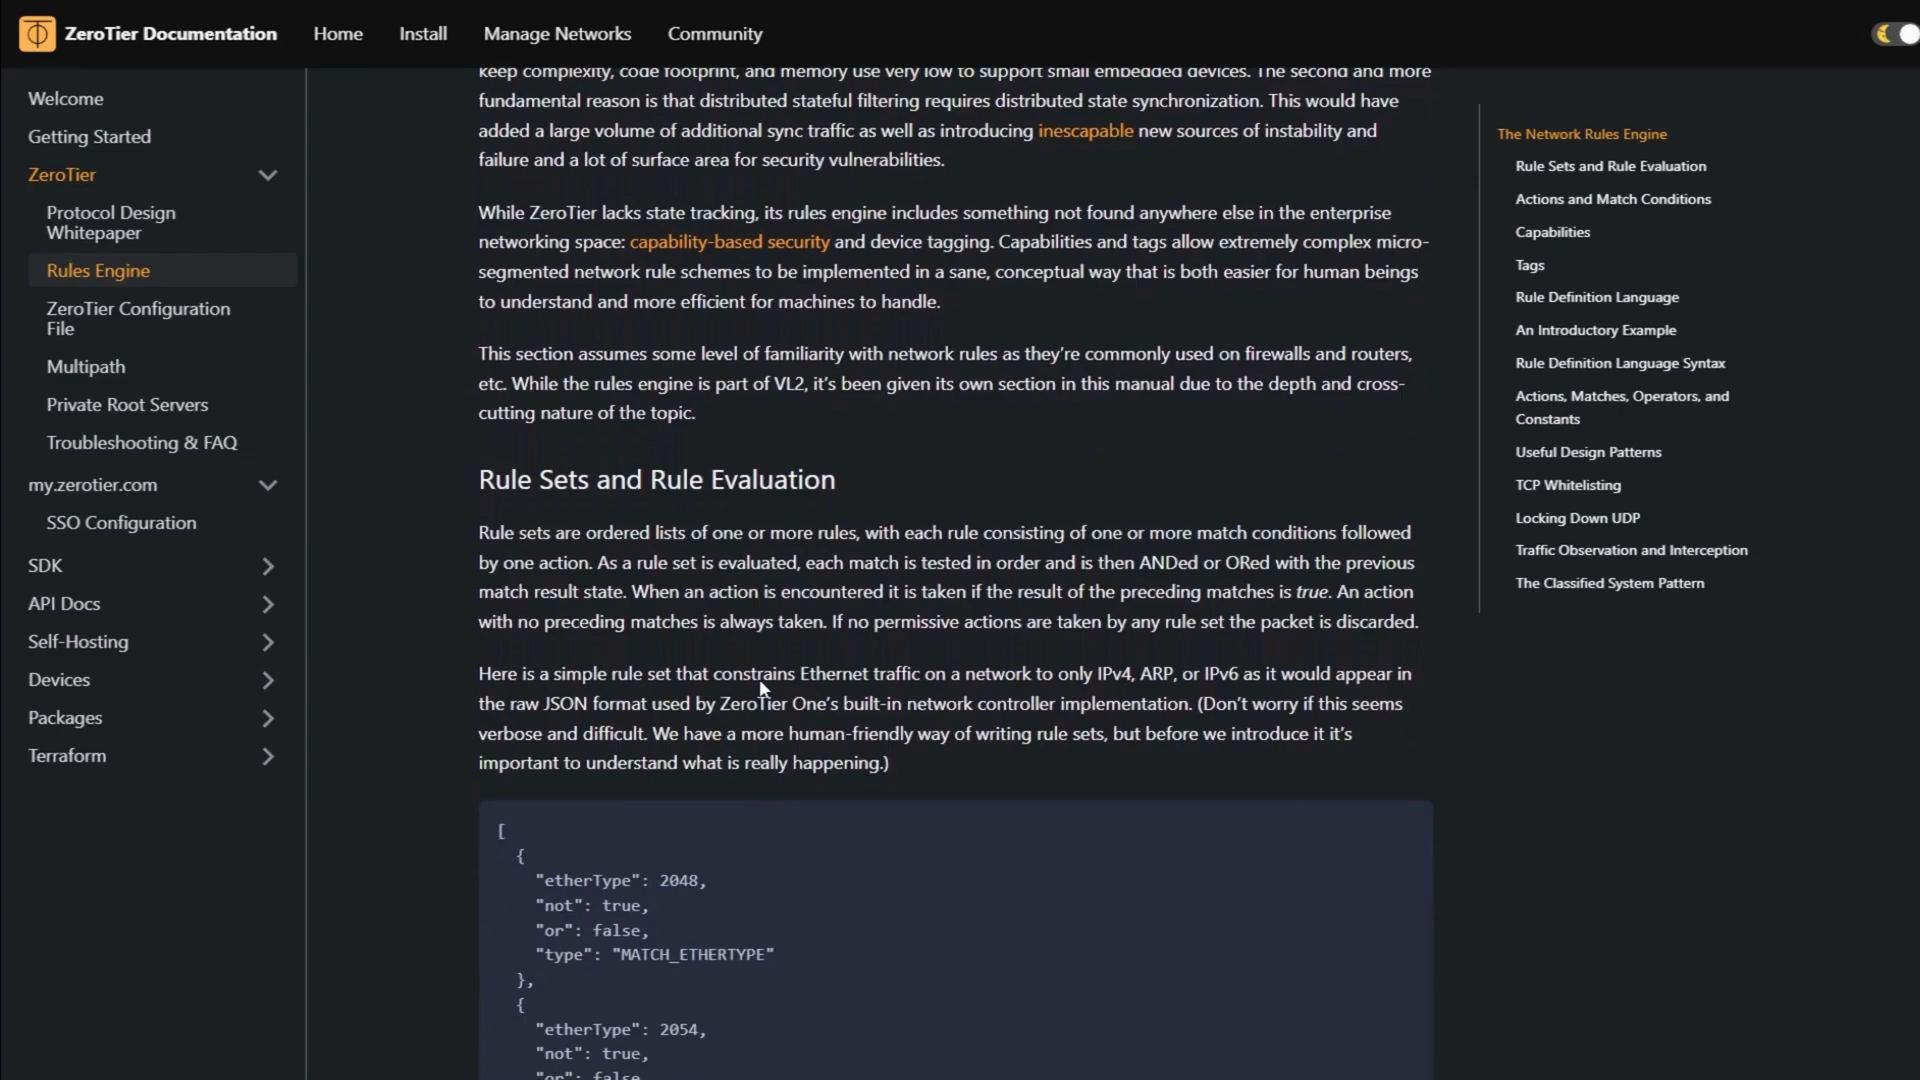 ZeroTier Documentation
Home
Install
Manage Networks
Community
Welcome
Getting Started
ZeroTier
Protocol Design
Whitepaper
Rules Engine
ZeroTier Configuration
File
Multipath
Private Root Servers
Troubleshooting & FAQ
my.zerotier.com
SSO Configuration
SDK
API Docs
Self-Hosting
Devices
Packages
Terraform
keep complexity, code footprint, and memory use very low to support small embedded devices. The second and more
fundamental reason is that distributed stateful filtering requires distributed state synchronization. This would have
added a large volume of additional sync traffic as well as introducing inescapable new sources of instability and
failure and a lot of surface area for security vulnerabilities.
While ZeroTier lacks state tracking, its rules engine includes something not found anywhere else in the enterprise
networking space: capability-based security and device tagging. Capabilities and tags allow extremely complex micro-
segmented network rule schemes to be implemented in a sane, conceptual way that is both easier for human beings
to understand and more efficient for machines to handle.
This section assumes some level of familiarity with network rules as they’re commonly used on firewalls and routers,
etc. While the rules engine is part of VL2, it’s been given its own section in this manual due to the depth and cross-
cutting nature of the topic.
Rule Sets and Rule Evaluation
Rule sets are ordered lists of one or more rules, with each rule consisting of one or more match conditions followed
by one action. As a rule set is evaluated, each match is tested in order and is then ANDed or ORed with the previous
match result state. When an action is encountered it is taken if the result of the preceding matches is true. An action
with no preceding matches is always taken. If no permissive actions are taken by any rule set the packet is discarded.
Here is a simple rule set that constrains Ethernet traffic on a network to only IPv4, ARP, or IPv6 as it would appear in
the raw JSON format used by ZeroTier One’s built-in network controller implementation. (Don’t worry if this seems
verbose and difficult. We have a more human-friendly way of writing rule sets, but before we introduce it it’s
important to understand what is really happening.)
[
{
"etherType": 2048,
"not": true,
"or": false,
"type": "MATCH_ETHERTYPE"
},
{
"etherType": 2054,
"not": true,
"or": false
The Network Rules Engine
Rule Sets and Rule Evaluation
Actions and Match Conditions
Capabilities
Tags
Rule Definition Language
An Introductory Example
Rule Definition Language Syntax
Actions, Matches, Operators, and
Constants
Useful Design Patterns
TCP Whitelisting
Locking Down UDP
Traffic Observation and Interception
The Classified System Pattern